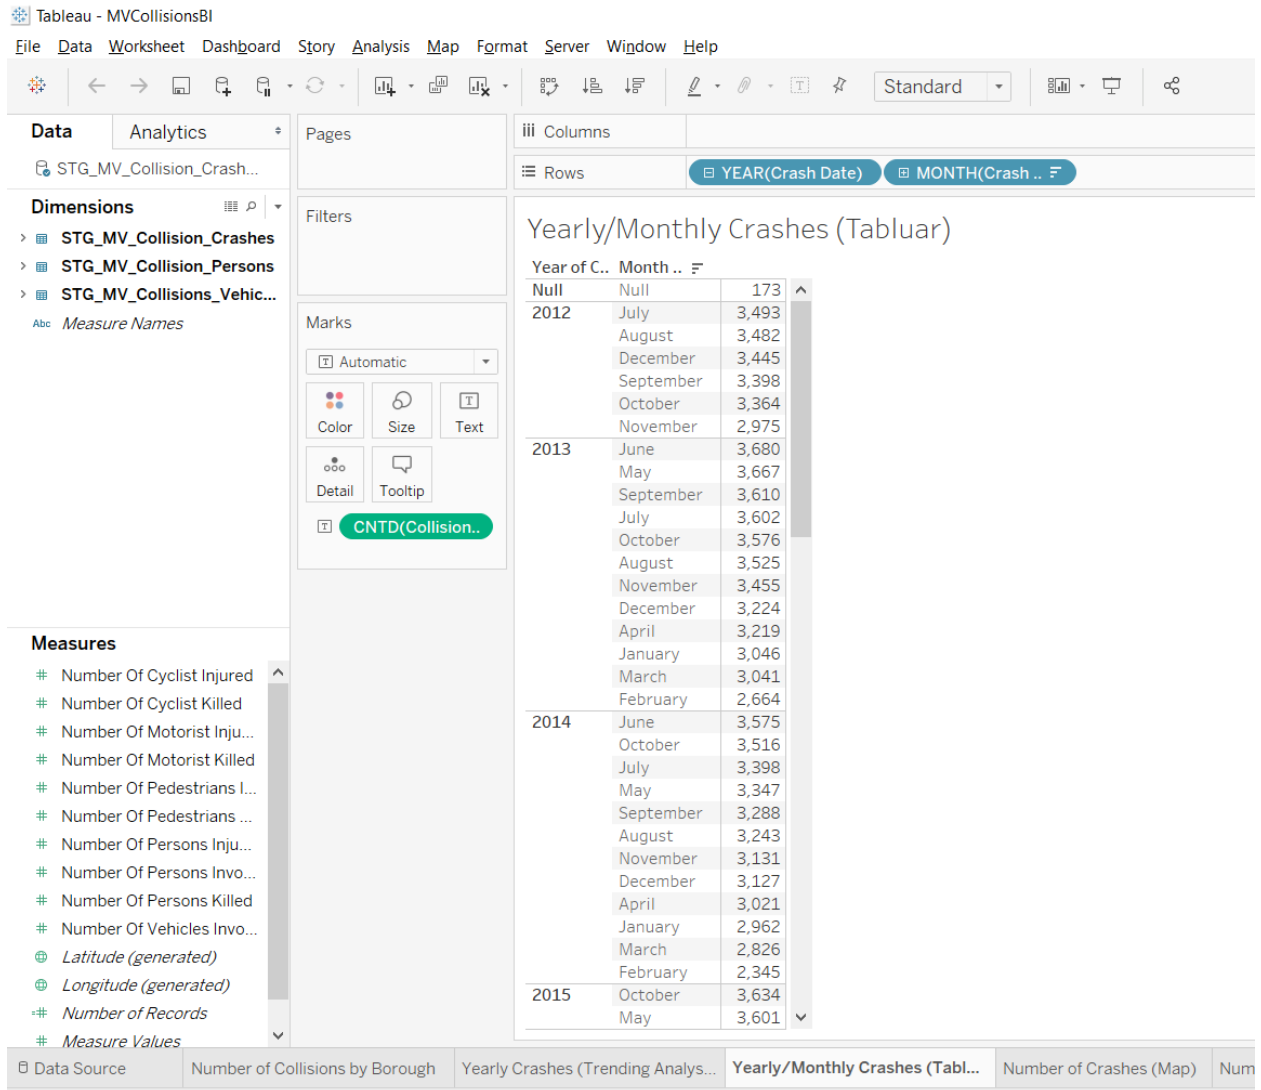 Tableau - MVCollisionsBI
File Data Worksheet Dashboard Story Analysis Map Format Server Window Help
Standard
Data Analytics
STG_MV_Collision_Crash...
Dimensions
STG_MV_Collision_Crashes
STG_MV_Collision_Persons
STG_MV_Collisions_Vehic...
Abc Measure Names
Measures
# Number Of Cyclist Injured
# Number Of Cyclist Killed
# Number Of Motorist Inju...
# Number Of Motorist Killed
# Number Of Pedestrians I...
# Number Of Pedestrians ...
# Number Of Persons Inju...
# Number Of Persons Invo...
# Number Of Persons Killed
# Number Of Vehicles Invo...
Latitude (generated)
Longitude (generated)
=# Number of Records
# Measure Values
Pages
Filters
Marks
T Automatic
Color Size T Text
Detail Tooltip
T CNTD(Collision..
iii Columns
Rows YEAR(Crash Date) MONTH(Crash ..
Yearly/Monthly Crashes (Tabluar)
Year of C.. Month ..
Null Null 173
2012 July 3,493
August 3,482
December 3,445
September 3,398
October 3,364
November 2,975
2013 June 3,680
May 3,667
September 3,610
July 3,602
October 3,576
August 3,525
November 3,455
December 3,224
April 3,219
January 3,046
March 3,041
February 2,664
2014 June 3,575
October 3,516
July 3,398
May 3,347
September 3,288
August 3,243
November 3,131
December 3,127
April 3,021
January 2,962
March 2,826
February 2,345
2015 October 3,634
May 3,601
Data Source Number of Collisions by Borough Yearly Crashes (Trending Analys... Yearly/Monthly Crashes (Tabl... Number of Crashes (Map) Num